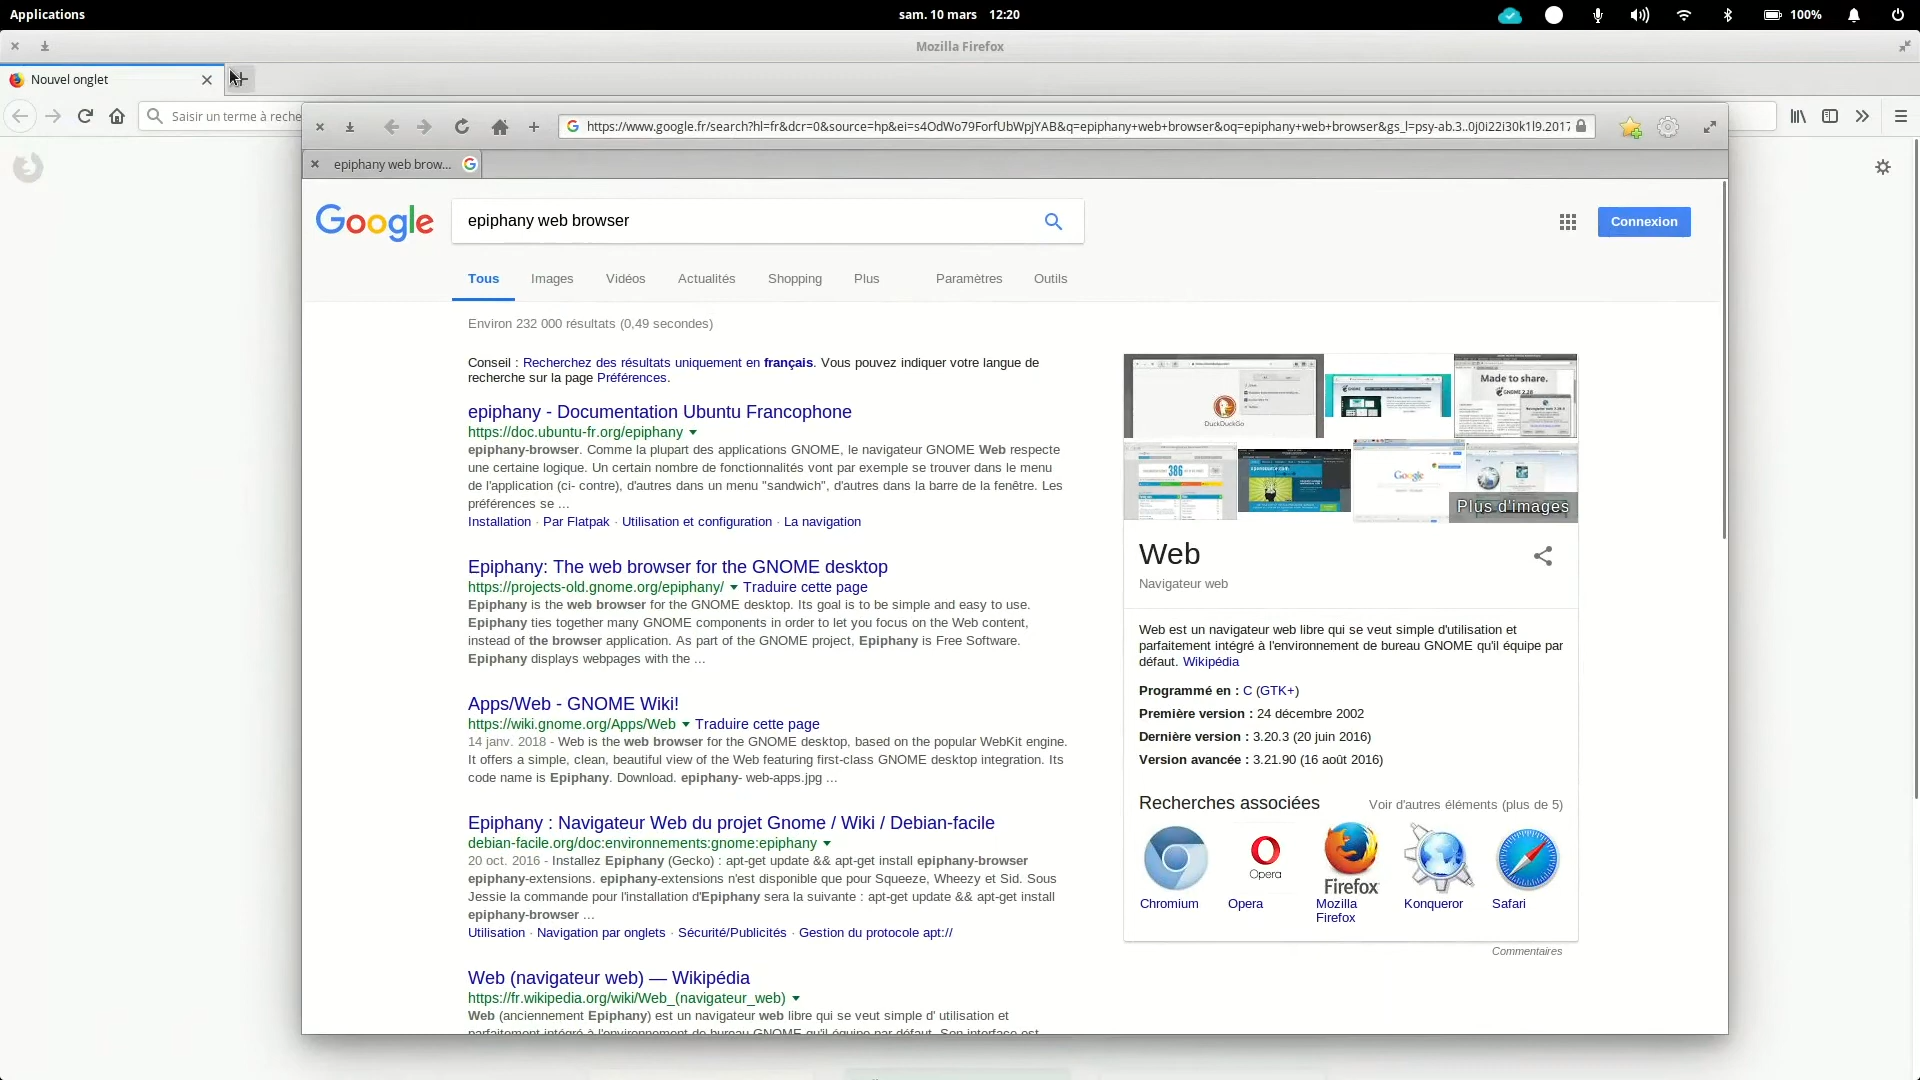 Applications
sam. 10 mars 12:20
100%
Mozilla Firefox
Nouvel onglet
Saisir un terme à reche
https://www.google.fr/search?hl=fr&dcr=0&source=hp&ei=s4OdWo79ForfUbWpjYAB&q=epiphany+web+browser&oq=epiphany+web+browser&gs_l=psy-ab.3..0j0i22i30k1l9.2017
epiphany web brow...
Google
epiphany web browser
Connexion
Tous Images Vidéos Actualités Shopping Plus Paramètres Outils
Environ 232 000 résultats (0,49 secondes)
Conseil : Recherchez des résultats uniquement en français. Vous pouvez indiquer votre langue de
recherche sur la page Préférences.
epiphany - Documentation Ubuntu Francophone
https://doc.ubuntu-fr.org/epiphany
epiphany-browser. Comme la plupart des applications GNOME, le navigateur GNOME Web respecte
une certaine logique. Un certain nombre de fonctionnalités vont par exemple se trouver dans le menu
de l'application (ci- contre), d'autres dans un menu "sandwich", d'autres dans la barre de la fenêtre. Les
préférences se ...
Installation · Par Flatpak · Utilisation et configuration · La navigation
Epiphany: The web browser for the GNOME desktop
https://projects-old.gnome.org/epiphany/ Traduire cette page
Epiphany is the web browser for the GNOME desktop. Its goal is to be simple and easy to use.
Epiphany ties together many GNOME components in order to let you focus on the Web content,
instead of the browser application. As part of the GNOME project, Epiphany is Free Software.
Epiphany displays webpages with the ...
Apps/Web - GNOME Wiki!
https://wiki.gnome.org/Apps/Web Traduire cette page
14 janv. 2018 - Web is the web browser for the GNOME desktop, based on the popular WebKit engine.
It offers a simple, clean, beautiful view of the Web featuring first-class GNOME desktop integration. Its
code name is Epiphany. Download. epiphany- web-apps.jpg ...
Epiphany : Navigateur Web du projet Gnome / Wiki / Debian-facile
debian-facile.org/doc:environnements:gnome:epiphany
20 oct. 2016 - Installez Epiphany (Gecko) : apt-get update && apt-get install epiphany-browser
epiphany-extensions. epiphany-extensions n'est disponible que pour Squeeze, Wheezy et Sid. Sous
Jessie la commande pour l'installation d'Epiphany sera la suivante : apt-get update && apt-get install
epiphany-browser ...
Utilisation · Navigation par onglets · Sécurité/Publicités · Gestion du protocole apt://
Web (navigateur web) — Wikipédia
https://fr.wikipedia.org/wiki/Web_(navigateur_web)
Web (anciennement Epiphany) est un navigateur web libre qui se veut simple d' utilisation et
parfaitement intégré à l'environnement de bureau GNOME qu'il équipe par défaut. Son interface est
DuckDuckGo
Made to share.
GNOME 2.28
386
Google
Plus d'images
Web
Navigateur web
Web est un navigateur web libre qui se veut simple d'utilisation et
parfaitement intégré à l'environnement de bureau GNOME qu'il équipe par
défaut. Wikipédia
Programmé en : C (GTK+)
Première version : 24 décembre 2002
Dernière version : 3.20.3 (20 juin 2016)
Version avancée : 3.21.90 (16 août 2016)
Recherches associées Voir d'autres éléments (plus de 5)
Opera
Firefox
Chromium Opera Mozilla Firefox Konqueror Safari
Commentaires